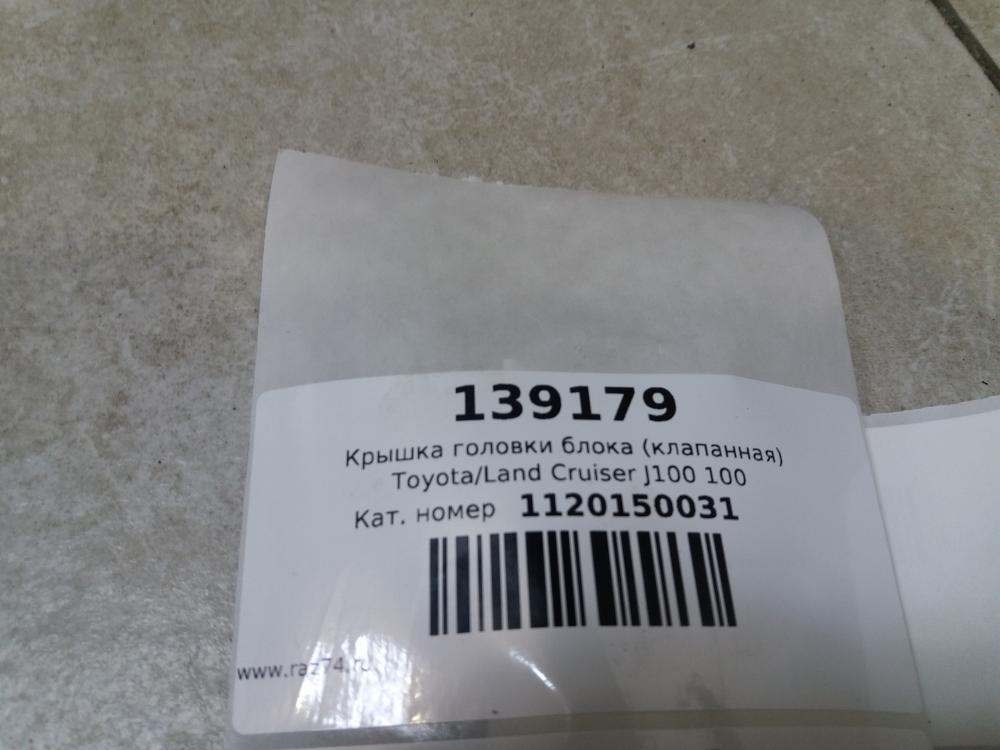 139179
Крышка головки блока (клапанная)
Toyota/Land Cruiser J100 100
Кат. номер 1120150031
www.raz74.ru